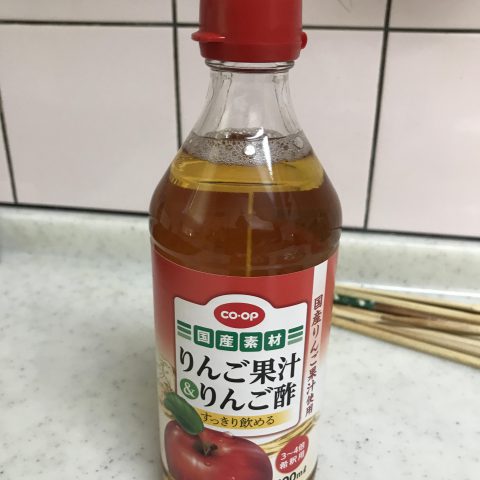 CO·OP
国産素材
りんご果汁
&りんご酢
すっきり飲める
国産りんご果汁使用
3〜4倍
希釈用